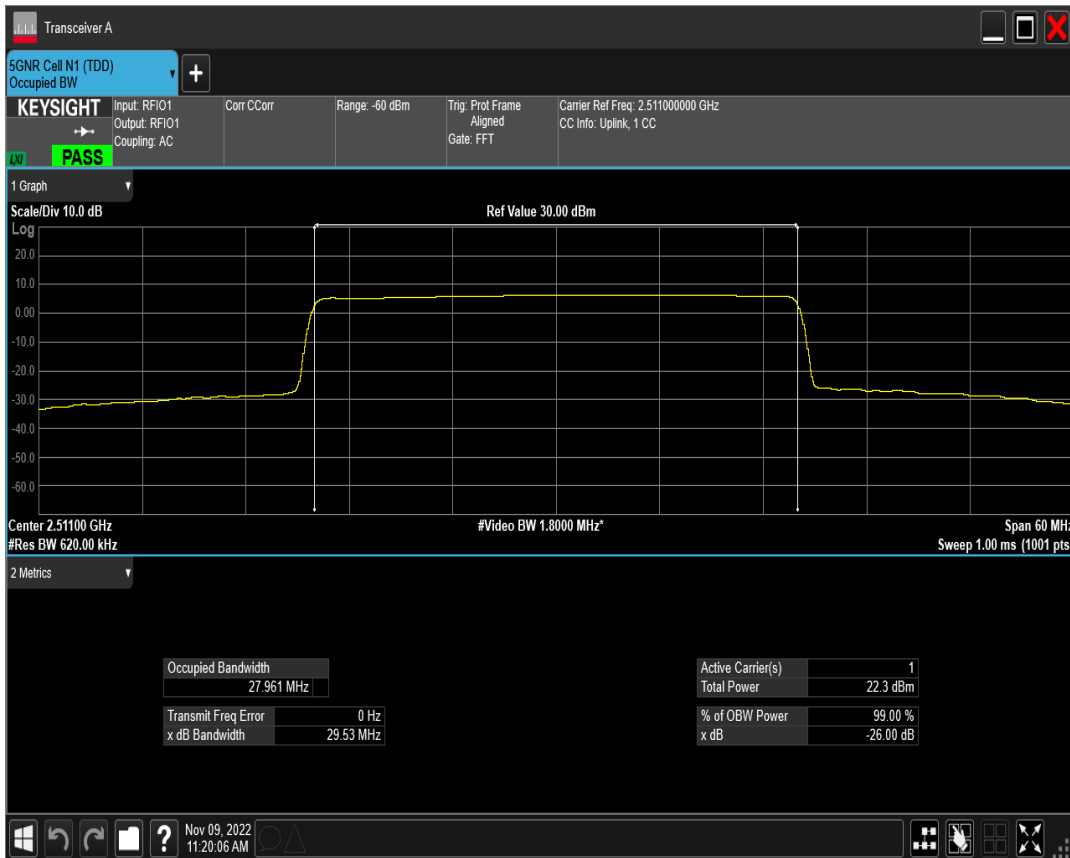 Transceiver A
5GNR Cell N1 (TDD)
Occupied BW
+
KEYSIGHT
LXI
PASS
Input: RFIO1
Output: RFIO1
Coupling: AC
Corr CCorr
Range: -60 dBm
Trig: Prot Frame
Aligned
Gate: FFT
Carrier Ref Freq: 2.511000000 GHz
CC Info: Uplink, 1 CC
1 Graph
Scale/Div 10.0 dB
Ref Value 30.00 dBm
Log
20.0
10.0
0.00
-10.0
-20.0
-30.0
-40.0
-50.0
-60.0
Center 2.51100 GHz
#Video BW 1.8000 MHz*
Span 60 MHz
#Res BW 620.00 kHz
Sweep 1.00 ms (1001 pts
2 Metrics
Occupied Bandwidth
27.961 MHz
Transmit Freq Error 0 Hz
x dB Bandwidth 29.53 MHz
Active Carrier(s) 1
Total Power 22.3 dBm
% of OBW Power 99.00 %
x dB -26.00 dB
?
Nov 09, 2022
11:20:06 AM